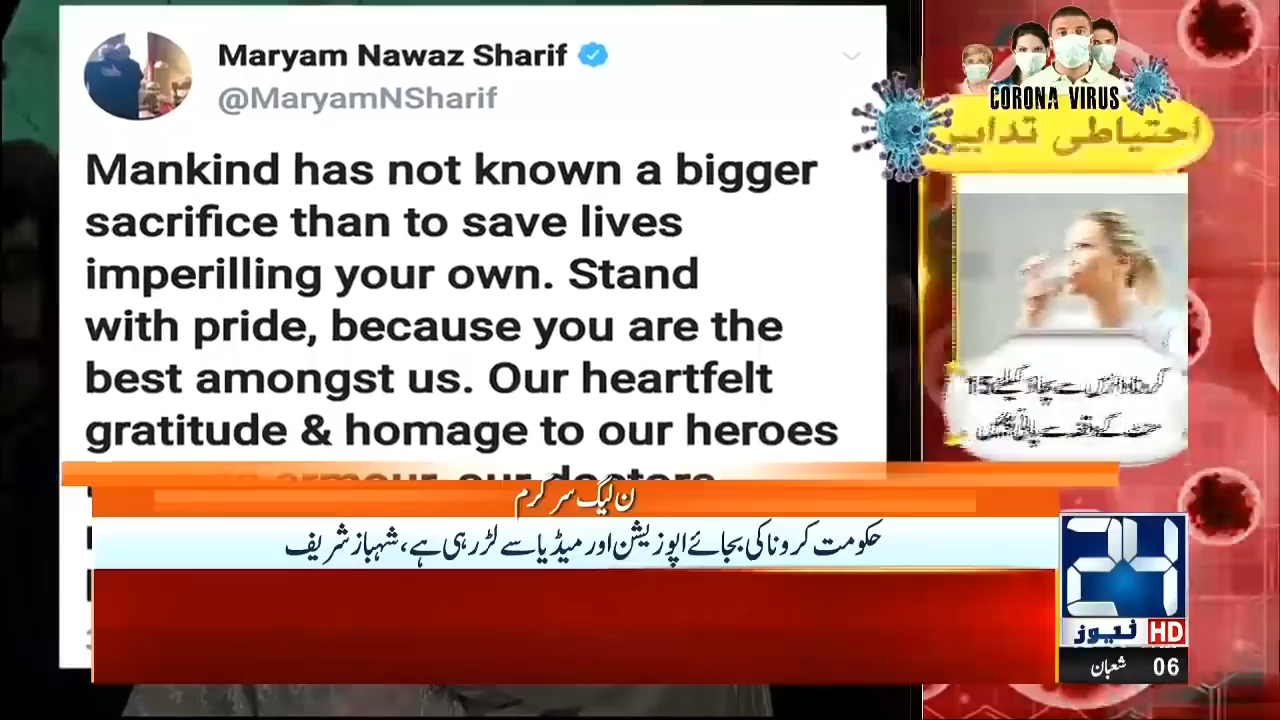 Maryam Nawaz Sharif
@MaryamNSharif
Mankind has not known a bigger
sacrifice than to save lives
imperilling your own. Stand
with pride, because you are the
best amongst us. Our heartfelt
gratitude & homage to our heroes
armour, our doctors
CORONA VIRUS
احتیاطی تدابیر
ن لیگ سرگرم
حکومت کرونا کی بجائے اپوزیشن اور میڈیا سے لڑ رہی ہے، شہباز شریف
24
نیوز HD
06 شعبان